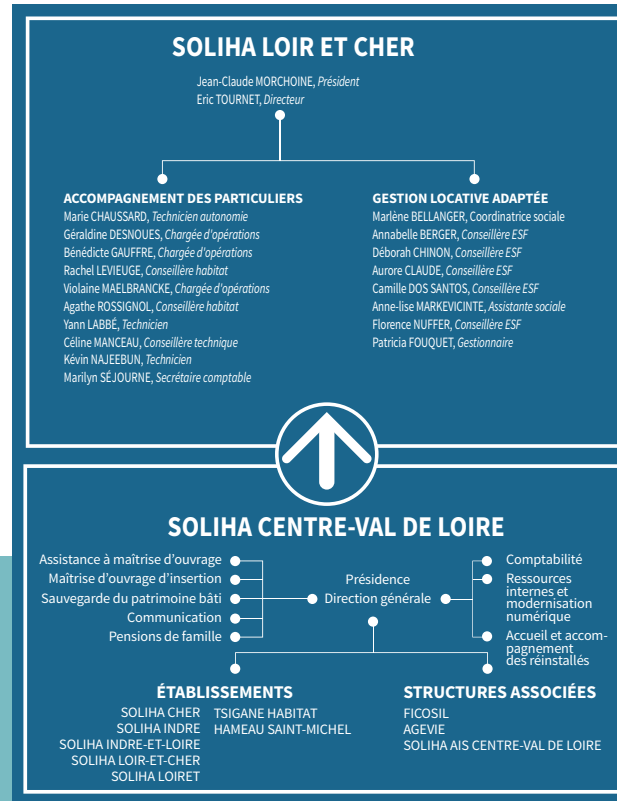 SOLIHA LOIR ET CHER
Jean-Claude MORCHOINE, Président
Eric TOURNET, Directeur
ACCOMPAGNEMENT DES PARTICULIERS
Marie CHAUSSARD, Technicien autonomie
Géraldine DESNOUES, Chargée d'opérations
Bénédicte GAUFFRE, Chargée d'opérations
Rachel LEVIEUGE, Conseillère habitat
Violaine MAELBRANCKE, Chargée d'opérations
Agathe ROSSIGNOL, Conseillère habitat
Yann LABBÉ, Technicien
Céline MANCEAU, Conseillère technique
Kévin NAJEEBUN, Technicien
Marilyn SÉJOURNE, Secrétaire comptable
GESTION LOCATIVE ADAPTÉE
Marlène BELLANGER, Coordinatrice sociale
Annabelle BERGER, Conseillère ESF
Déborah CHINON, Conseillère ESF
Aurore CLAUDE, Conseillère ESF
Camille DOS SANTOS, Conseillère ESF
Anne-lise MARKEVICINTE, Assistante sociale
Florence NUFFER, Conseillère ESF
Patricia FOUQUET, Gestionnaire
SOLIHA CENTRE-VAL DE LOIRE
Assistance à maîtrise d'ouvrage
Maîtrise d'ouvrage d'insertion
Sauvegarde du patrimoine bâti
Communication
Pensions de famille
Présidence
Direction générale
Comptabilité
Ressources
internes et
modernisation
numérique
Accueil et accom-
pagnement
des réinstallés
ÉTABLISSEMENTS
SOLIHA CHER
SOLIHA INDRE
SOLIHA INDRE-ET-LOIRE
SOLIHA LOIR-ET-CHER
SOLIHA LOIRET
TSIGANE HABITAT
HAMEAU SAINT-MICHEL
STRUCTURES ASSOCIÉES
FICOSIL
AGEVIE
SOLIHA AIS CENTRE-VAL DE LOIRE